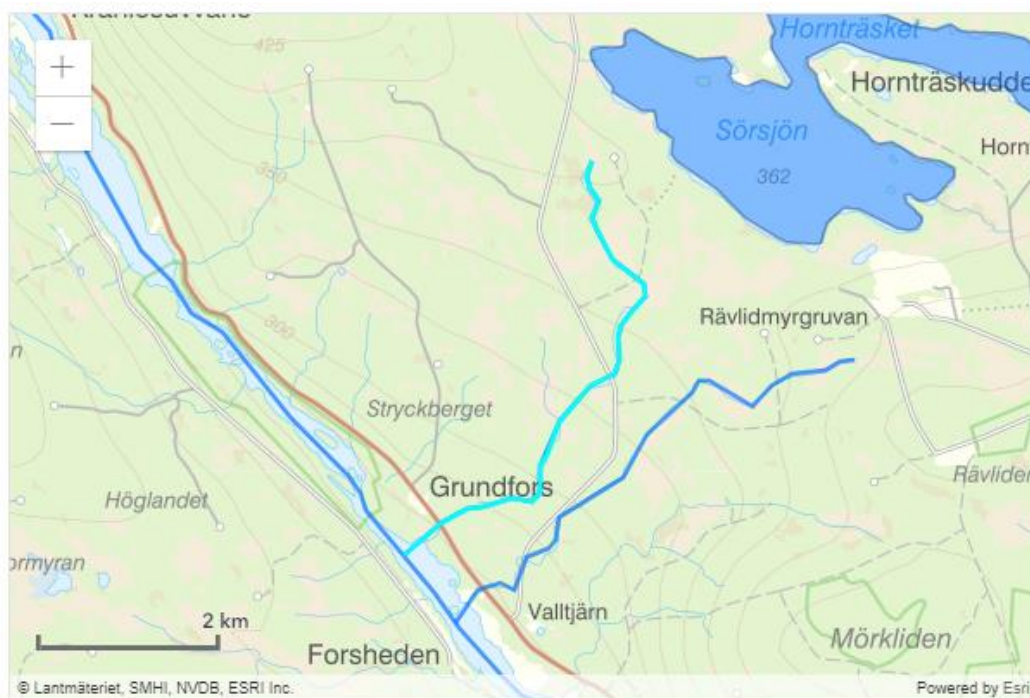 425
Hornträsket
+
Hornträskudde
−
Sörsjön
Horn
350
362
Rävlidmyrgruvan
300
Stryckberget
Grundfors
Höglandet
Rävliden
ormyran
Valltjärn
2 km
Forsheden
Mörkliden
© Lantmäteriet, SMHI, NVDB, ESRI Inc.
Powered by Esri